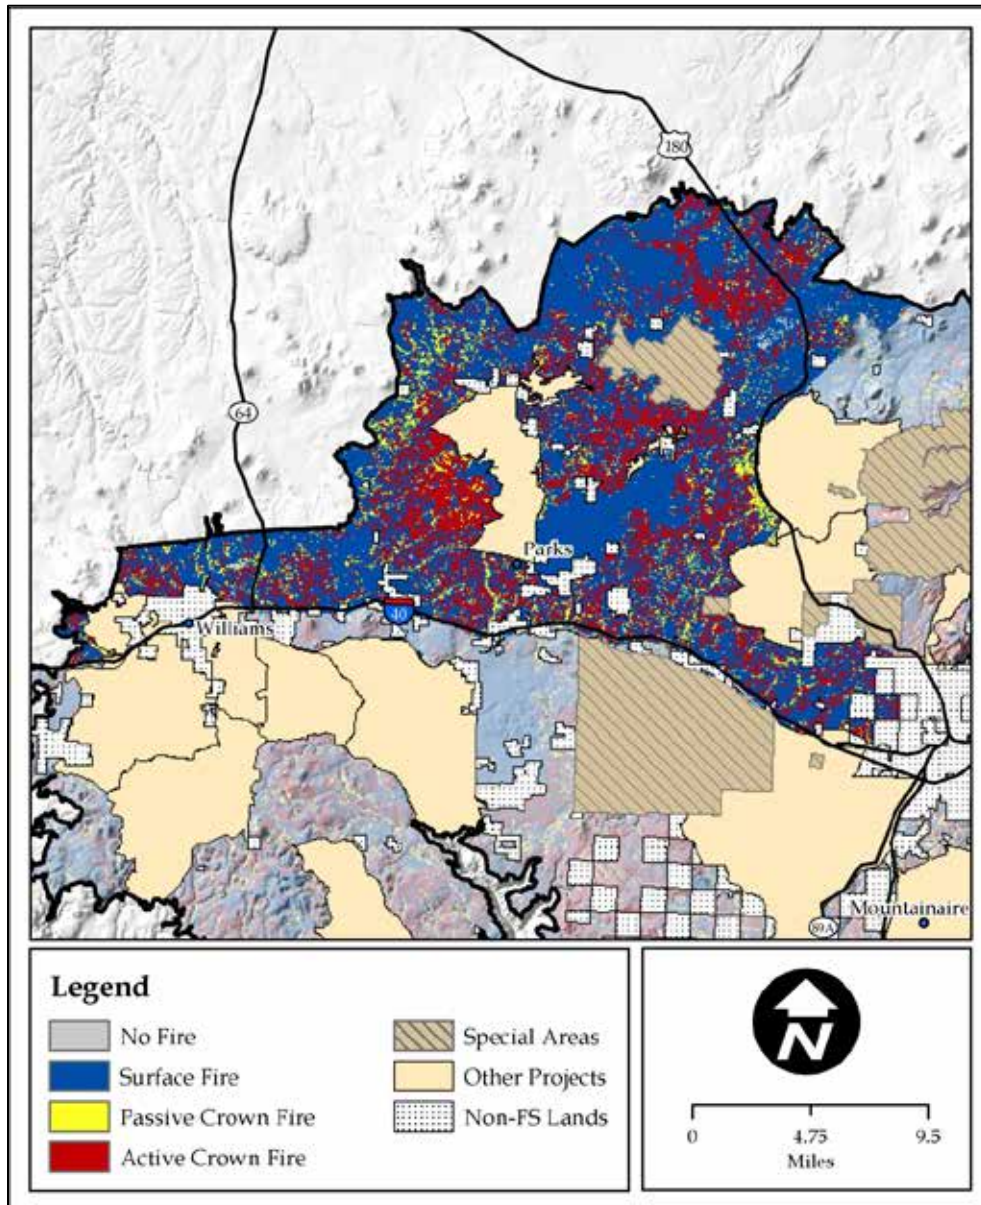 180
64
Parks
40
Williams
Mountainaire
89A
Legend
No Fire
Surface Fire
Passive Crown Fire
Active Crown Fire
Special Areas
Other Projects
Non-FS Lands
N
0 4.75 9.5
Miles